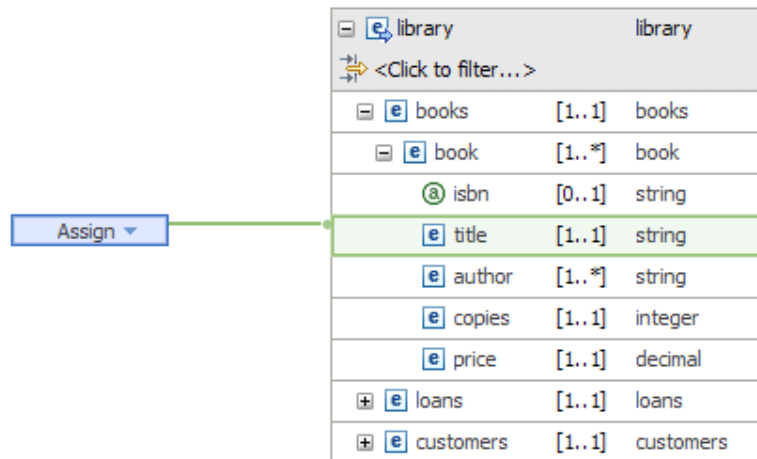 library library
<Click to filter...>
books [1..1] books
book [1..*] book
a isbn [0..1] string
Assign e title [1..1] string
e author [1..*] string
e copies [1..1] integer
e price [1..1] decimal
e loans [1..1] loans
e customers [1..1] customers